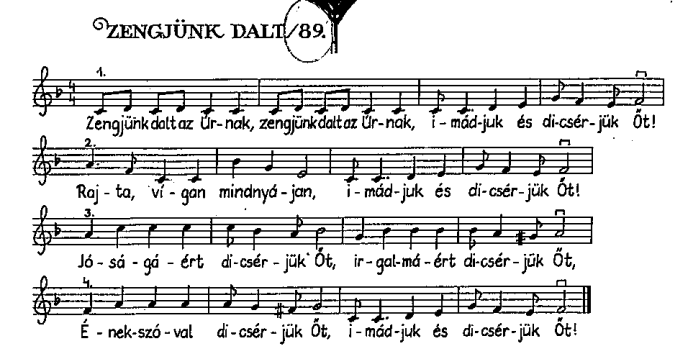 ZENGJÜNK DALT/89.
1.
Zengjünk dalt az Úr-nak, zengjünk dalt az Úr-nak, i-mád-juk és di-csér-jük Őt!
2.
Raj-ta, ví-gan mindnyá-jan, i-mád-juk és di-csér-jük Őt!
3.
Jó-sá-gá-ért di-csér-jük Őt, ir-gal-má-ért dicsér-jük Őt,
4.
É-nek-szó-val di-csér-jük Őt, i-mád-juk és di-csér-jük Őt!